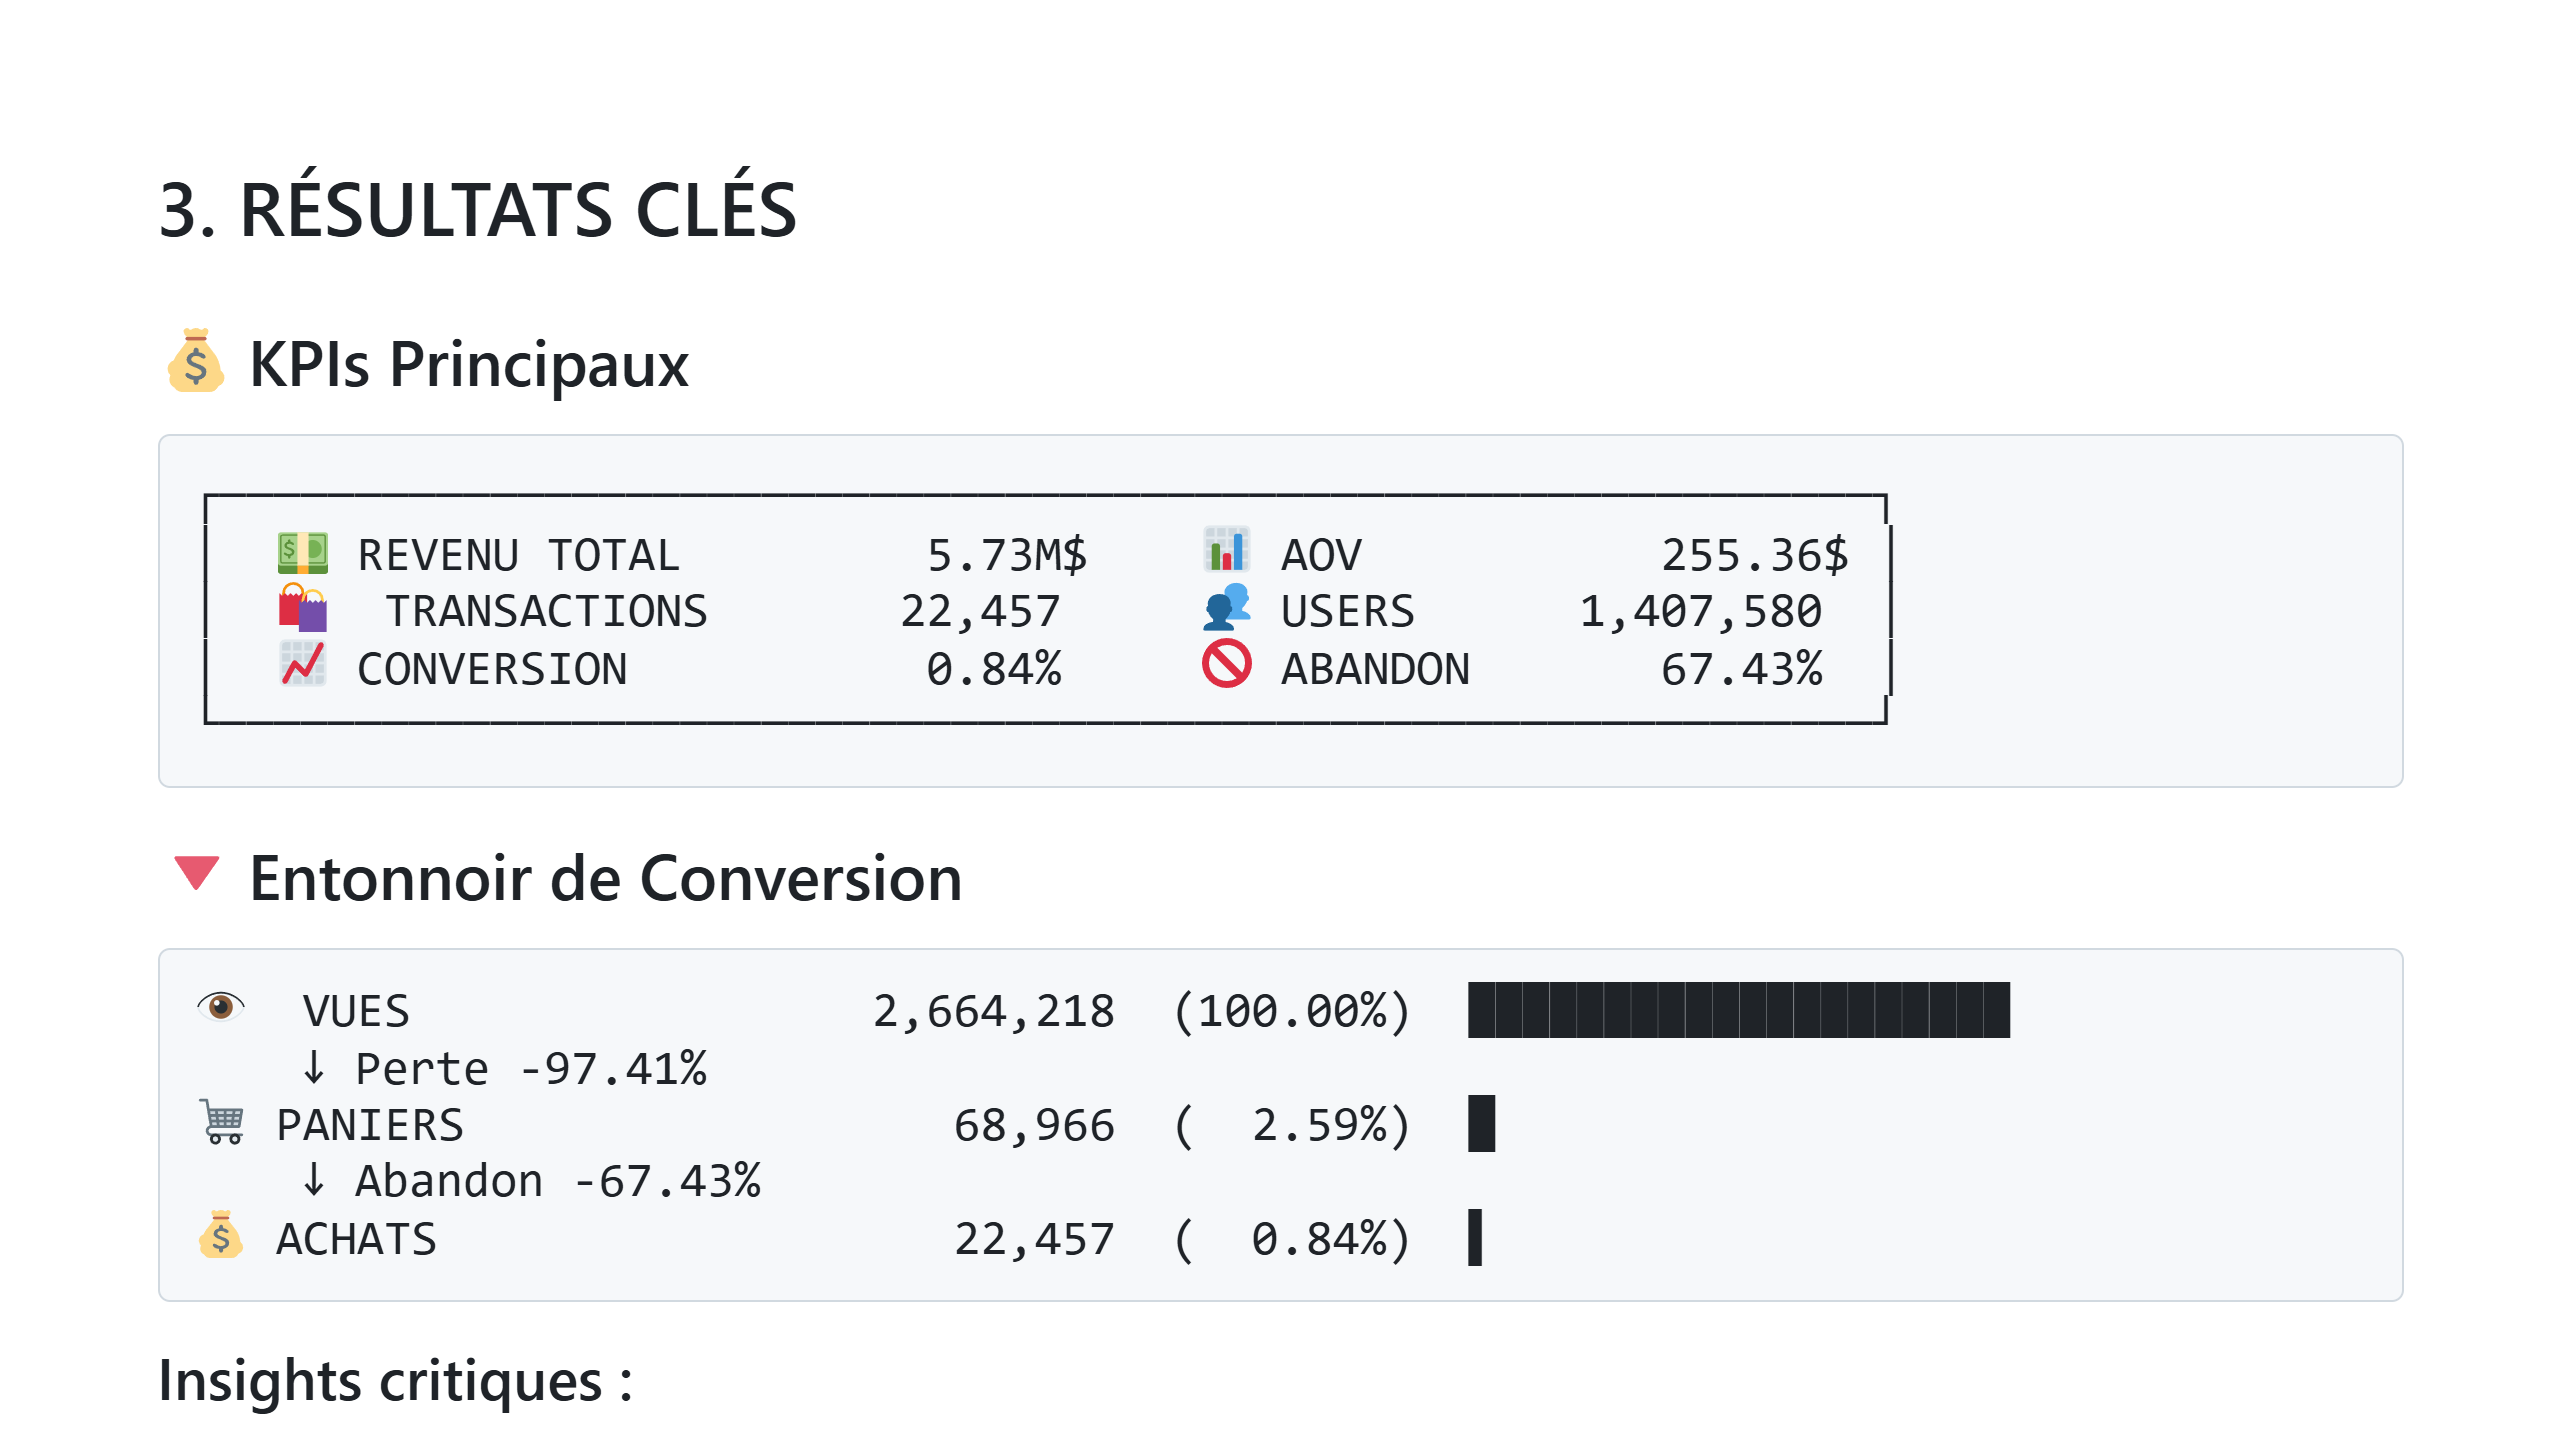 3. RÉSULTATS CLÉS
KPIs Principaux
REVENU TOTAL 5.73M$ AOV 255.36$
TRANSACTIONS 22,457 USERS 1,407,580
CONVERSION 0.84% ABANDON 67.43%
Entonnoir de Conversion
VUES 2,664,218 (100.00%)
↓ Perte -97.41%
PANIERS 68,966 ( 2.59%)
↓ Abandon -67.43%
ACHATS 22,457 ( 0.84%)
Insights critiques :